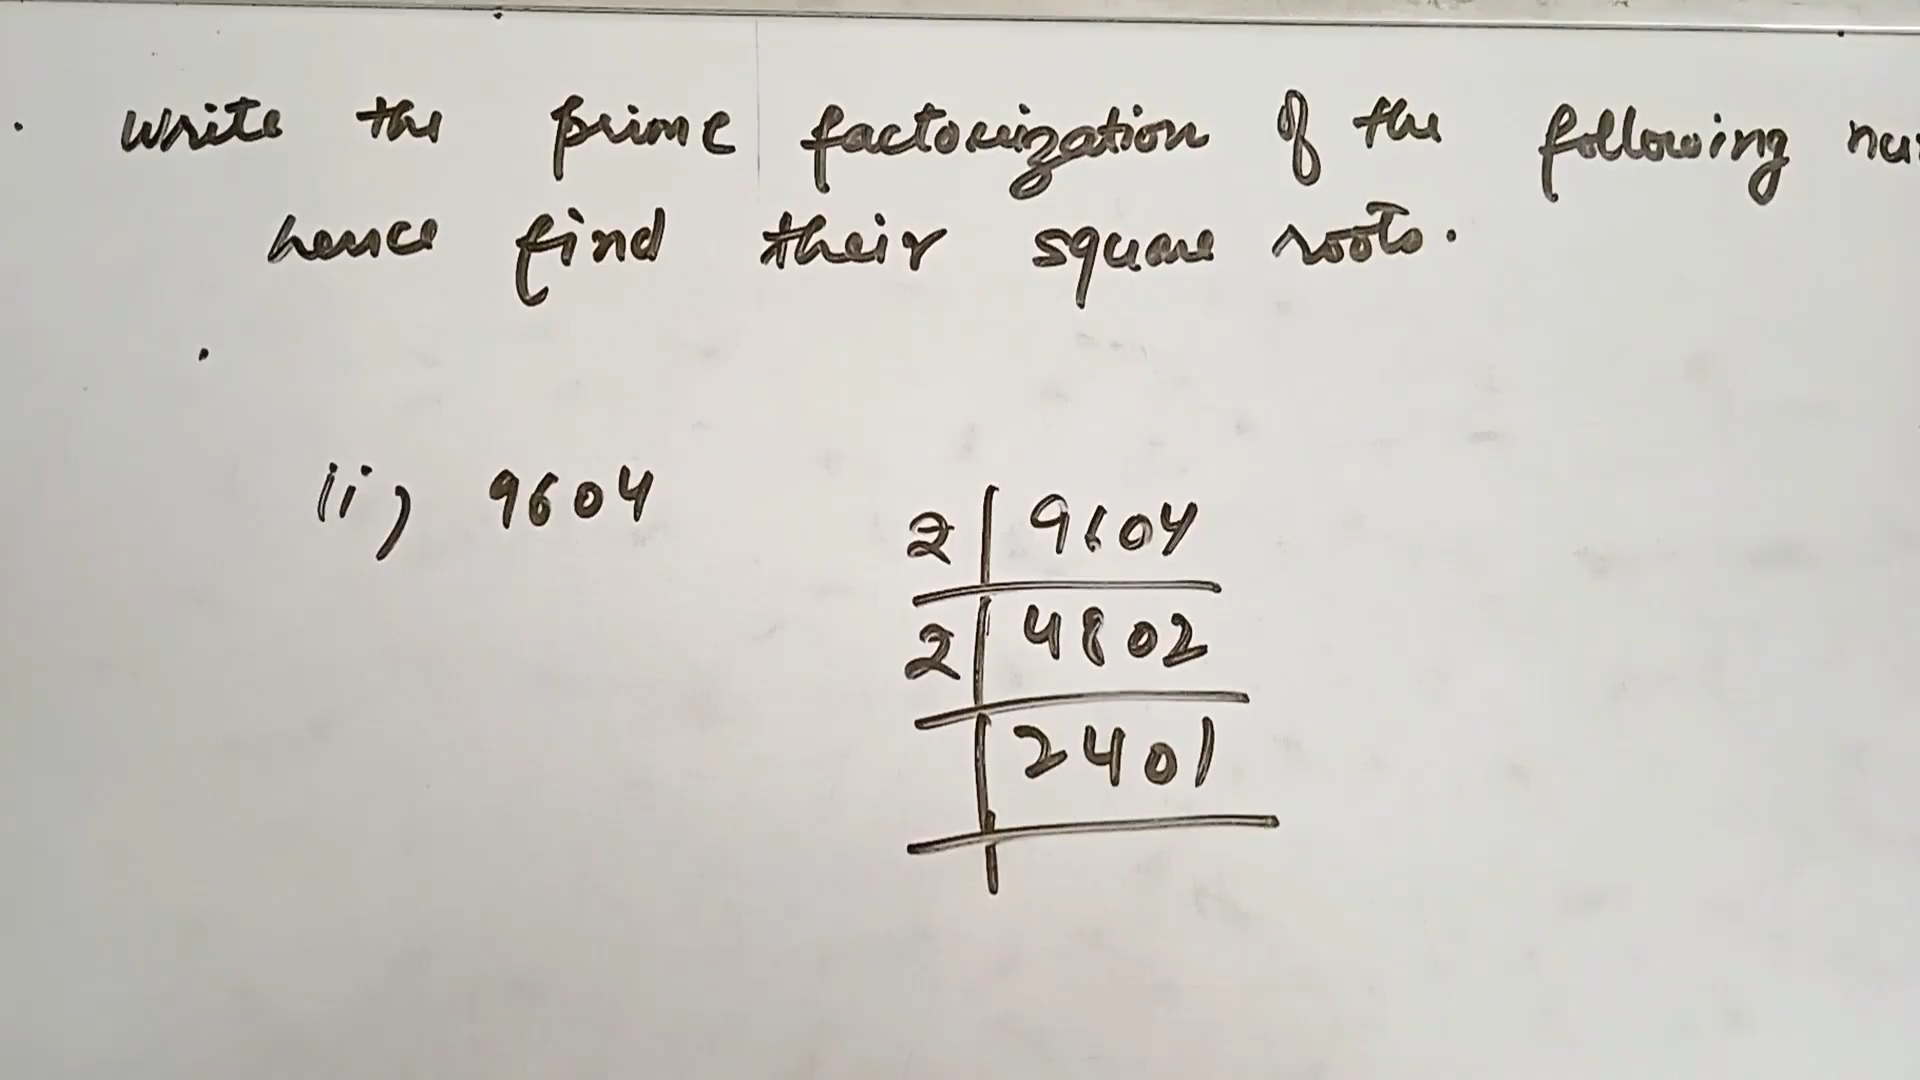 write the prime factorization of the following
hence find their square roots.
ii) 9604
2 | 9604
2 | 4802
| 2401